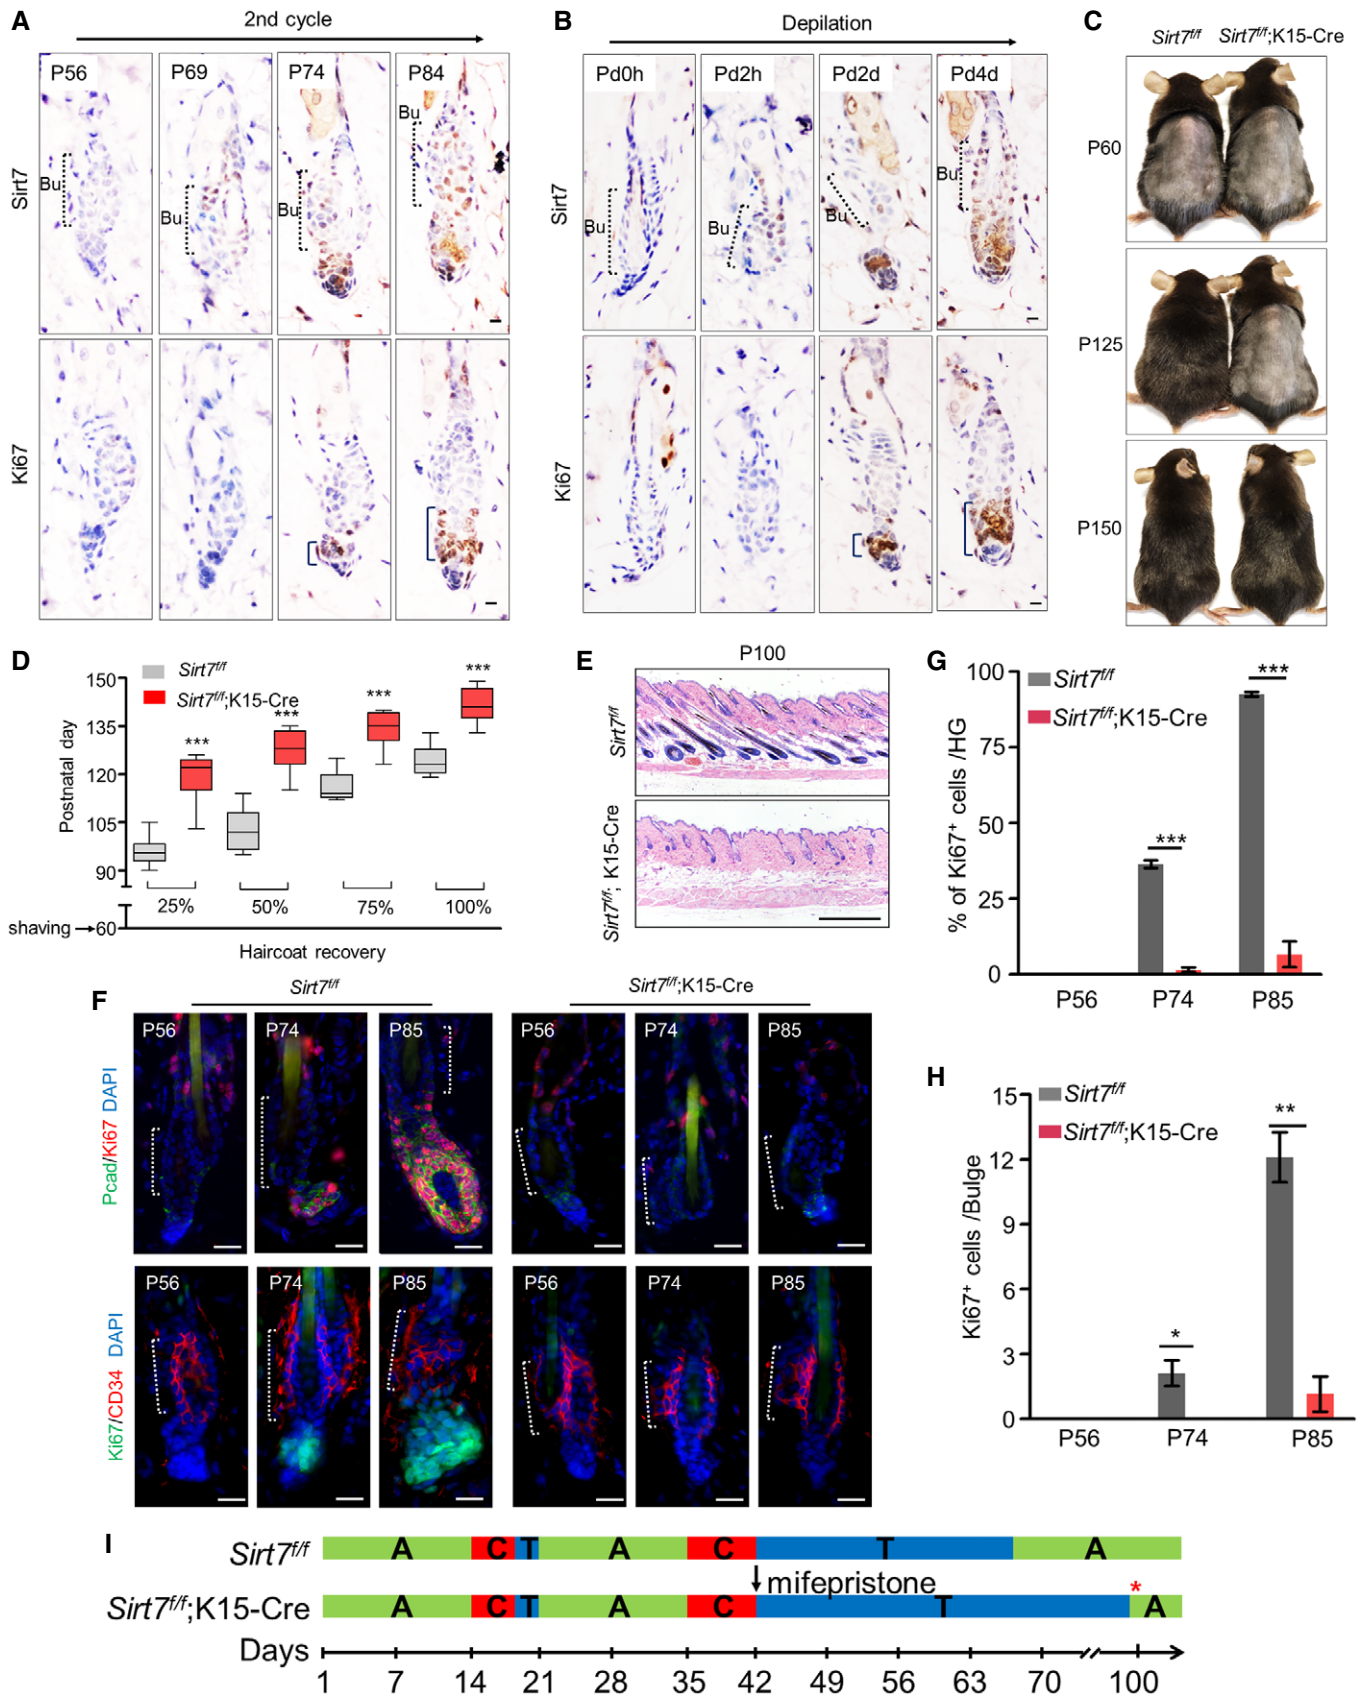 A
2nd cycle
P56
P69
P74
P84
Sirt7
Bu
Bu
Bu
Bu
Ki67
B
Depilation
Pd0h
Pd2h
Pd2d
Pd4d
Sirt7
Bu
Bu
Bu
Bu
Ki67
C
Sirt7f/f
Sirt7f/f;K15-Cre
P60
P125
P150
D
Sirt7f/f
Sirt7f/f;K15-Cre
Postnatal day
150
135
120
105
90
60
shaving
***
***
***
***
25%
50%
75%
100%
Haircoat recovery
E
P100
Sirt7f/f
Sirt7f/f; K15-Cre
F
Sirt7f/f
Sirt7f/f;K15-Cre
Pcad/Ki67 DAPI
P56
P74
P85
P56
P74
P85
Ki67/CD34 DAPI
P56
P74
P85
P56
P74
P85
G
Sirt7f/f
Sirt7f/f;K15-Cre
% of Ki67+ cells /HG
100
75
50
25
0
***
***
P56
P74
P85
H
Sirt7f/f
Sirt7f/f;K15-Cre
Ki67+ cells /Bulge
15
12
9
6
3
0
*
**
P56
P74
P85
I
Sirt7f/f
A C T A C T A
mifepristone
*
Sirt7f/f;K15-Cre
A C T A C T A
Days
1 7 14 21 28 35 42 49 56 63 70 100